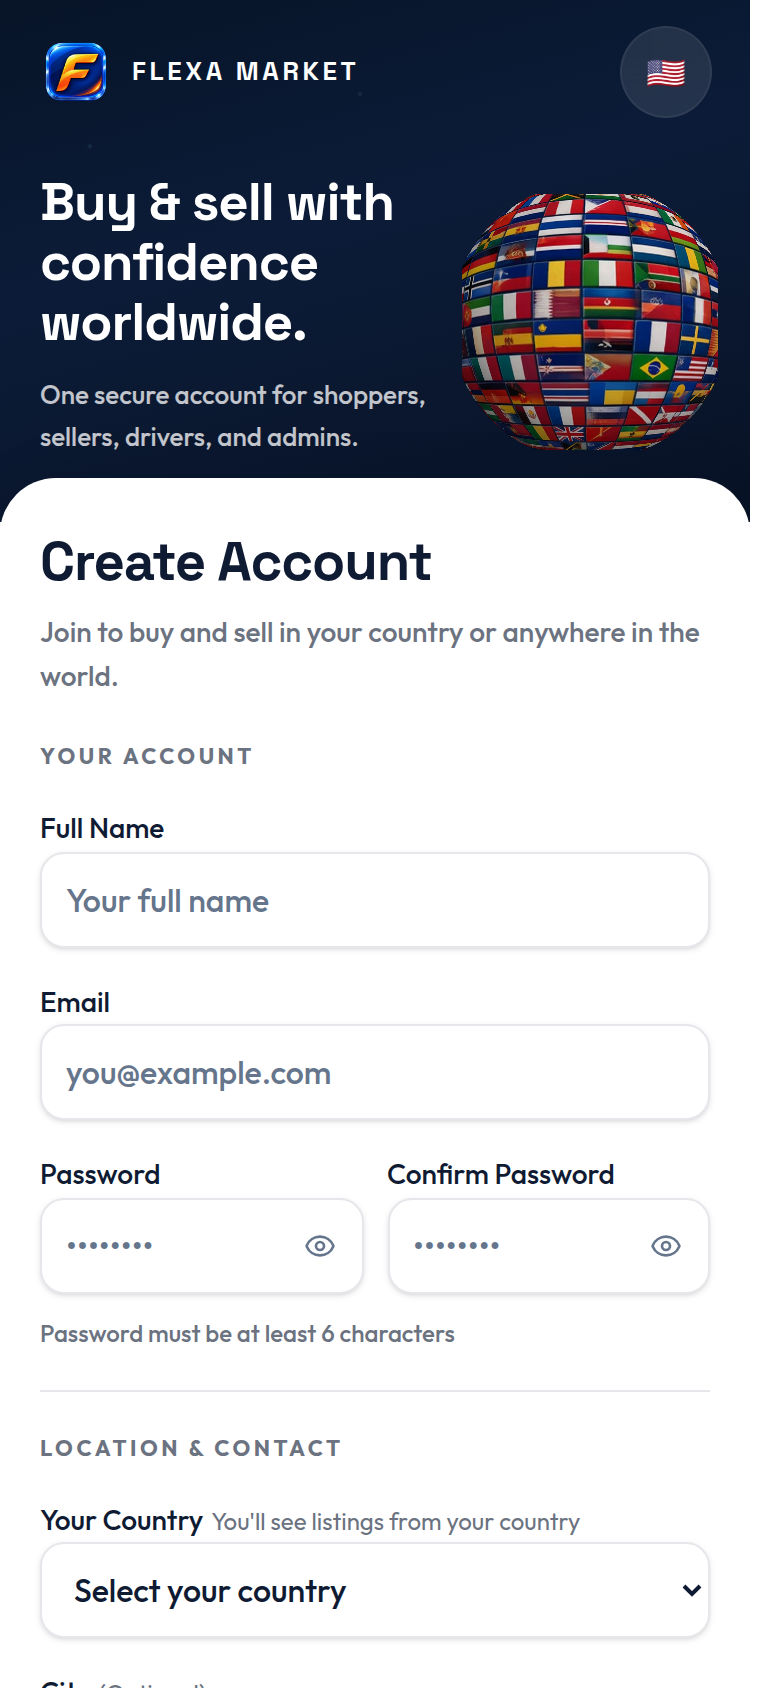 FLEXA MARKET
Buy & sell with
confidence
worldwide.
One secure account for shoppers,
sellers, drivers, and admins.
Create Account
Join to buy and sell in your country or anywhere in the
world.
YOUR ACCOUNT
Full Name
Your full name
Email
you@example.com
Password Confirm Password
•••••••• ••••••••
Password must be at least 6 characters
LOCATION & CONTACT
Your Country You'll see listings from your country
Select your country